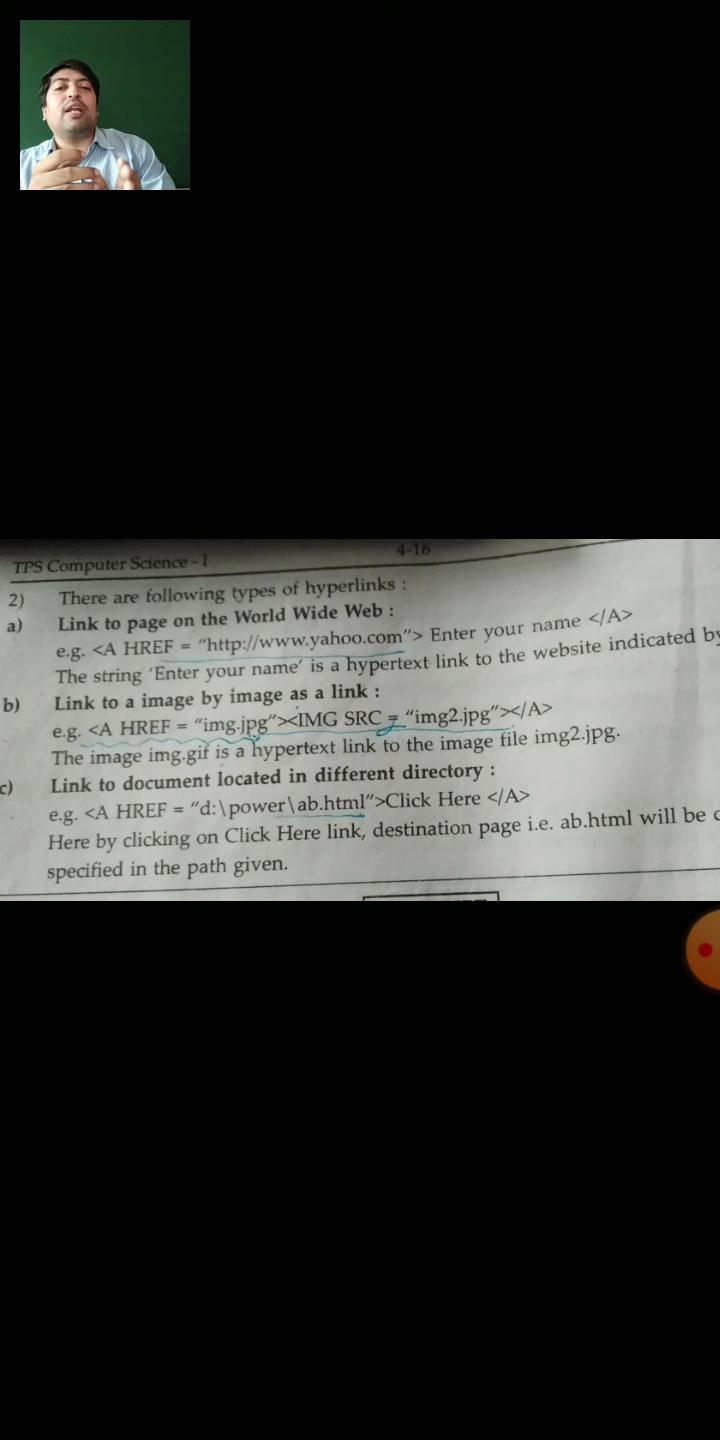 TPS Computer Science - I
4-16
2) There are following types of hyperlinks :
a) Link to page on the World Wide Web :
e.g. <A HREF = “http://www.yahoo.com”> Enter your name </A>
The string ‘Enter your name’ is a hypertext link to the website indicated by
b) Link to a image by image as a link :
e.g. <A HREF = “img.jpg”><IMG SRC = “img2.jpg”></A>
The image img.gif is a hypertext link to the image file img2.jpg.
c) Link to document located in different directory :
e.g. <A HREF = “d:\power\ab.html”>Click Here </A>
Here by clicking on Click Here link, destination page i.e. ab.html will be
specified in the path given.